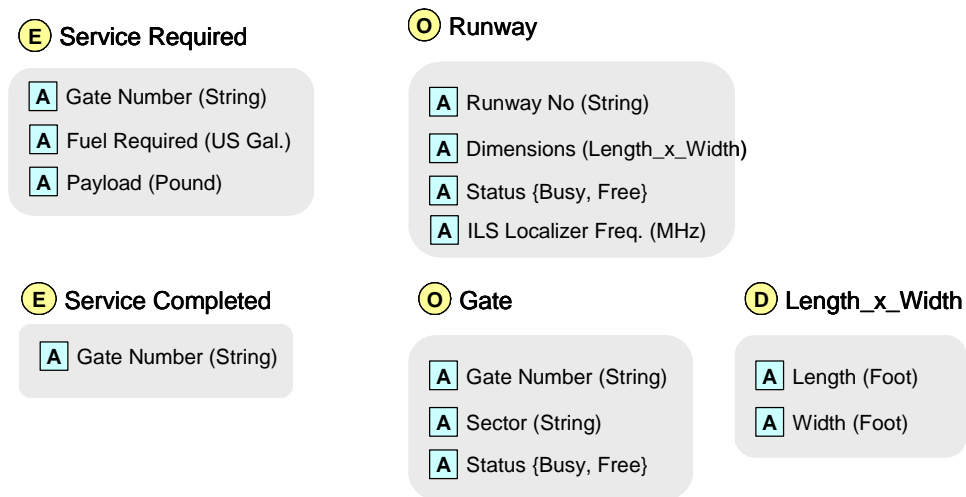 E Service Required
A Gate Number (String)
A Fuel Required (US Gal.)
A Payload (Pound)
O Runway
A Runway No (String)
A Dimensions (Length_x_Width)
A Status {Busy, Free}
A ILS Localizer Freq. (MHz)
E Service Completed
A Gate Number (String)
O Gate
A Gate Number (String)
A Sector (String)
A Status {Busy, Free}
D Length_x_Width
A Length (Foot)
A Width (Foot)